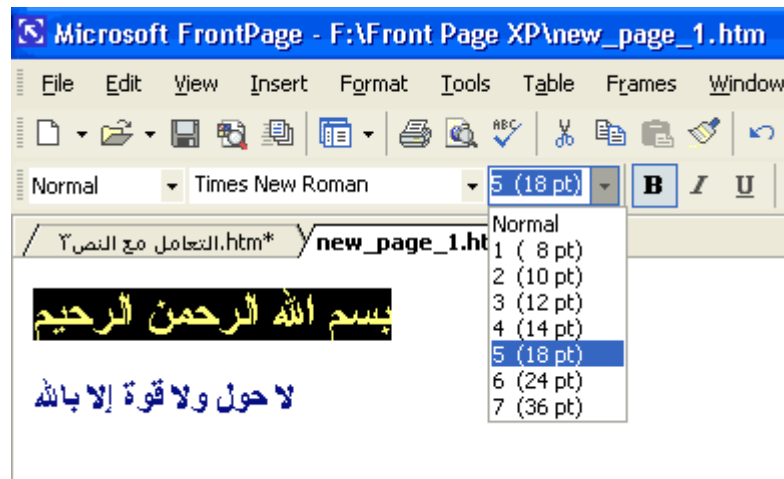 Microsoft FrontPage - F:\Front Page XP\new_page_1.htm
File Edit View Insert Format Tools Table Frames Window
ABC
Normal Times New Roman 5 (18 pt) B I U
التعامل مع النص٢.htm* new_page_1.ht
Normal
1 ( 8 pt)
2 (10 pt)
3 (12 pt)
4 (14 pt)
5 (18 pt)
6 (24 pt)
7 (36 pt)
بسم الله الرحمن الرحيم
لا حول ولا قوة إلا بالله